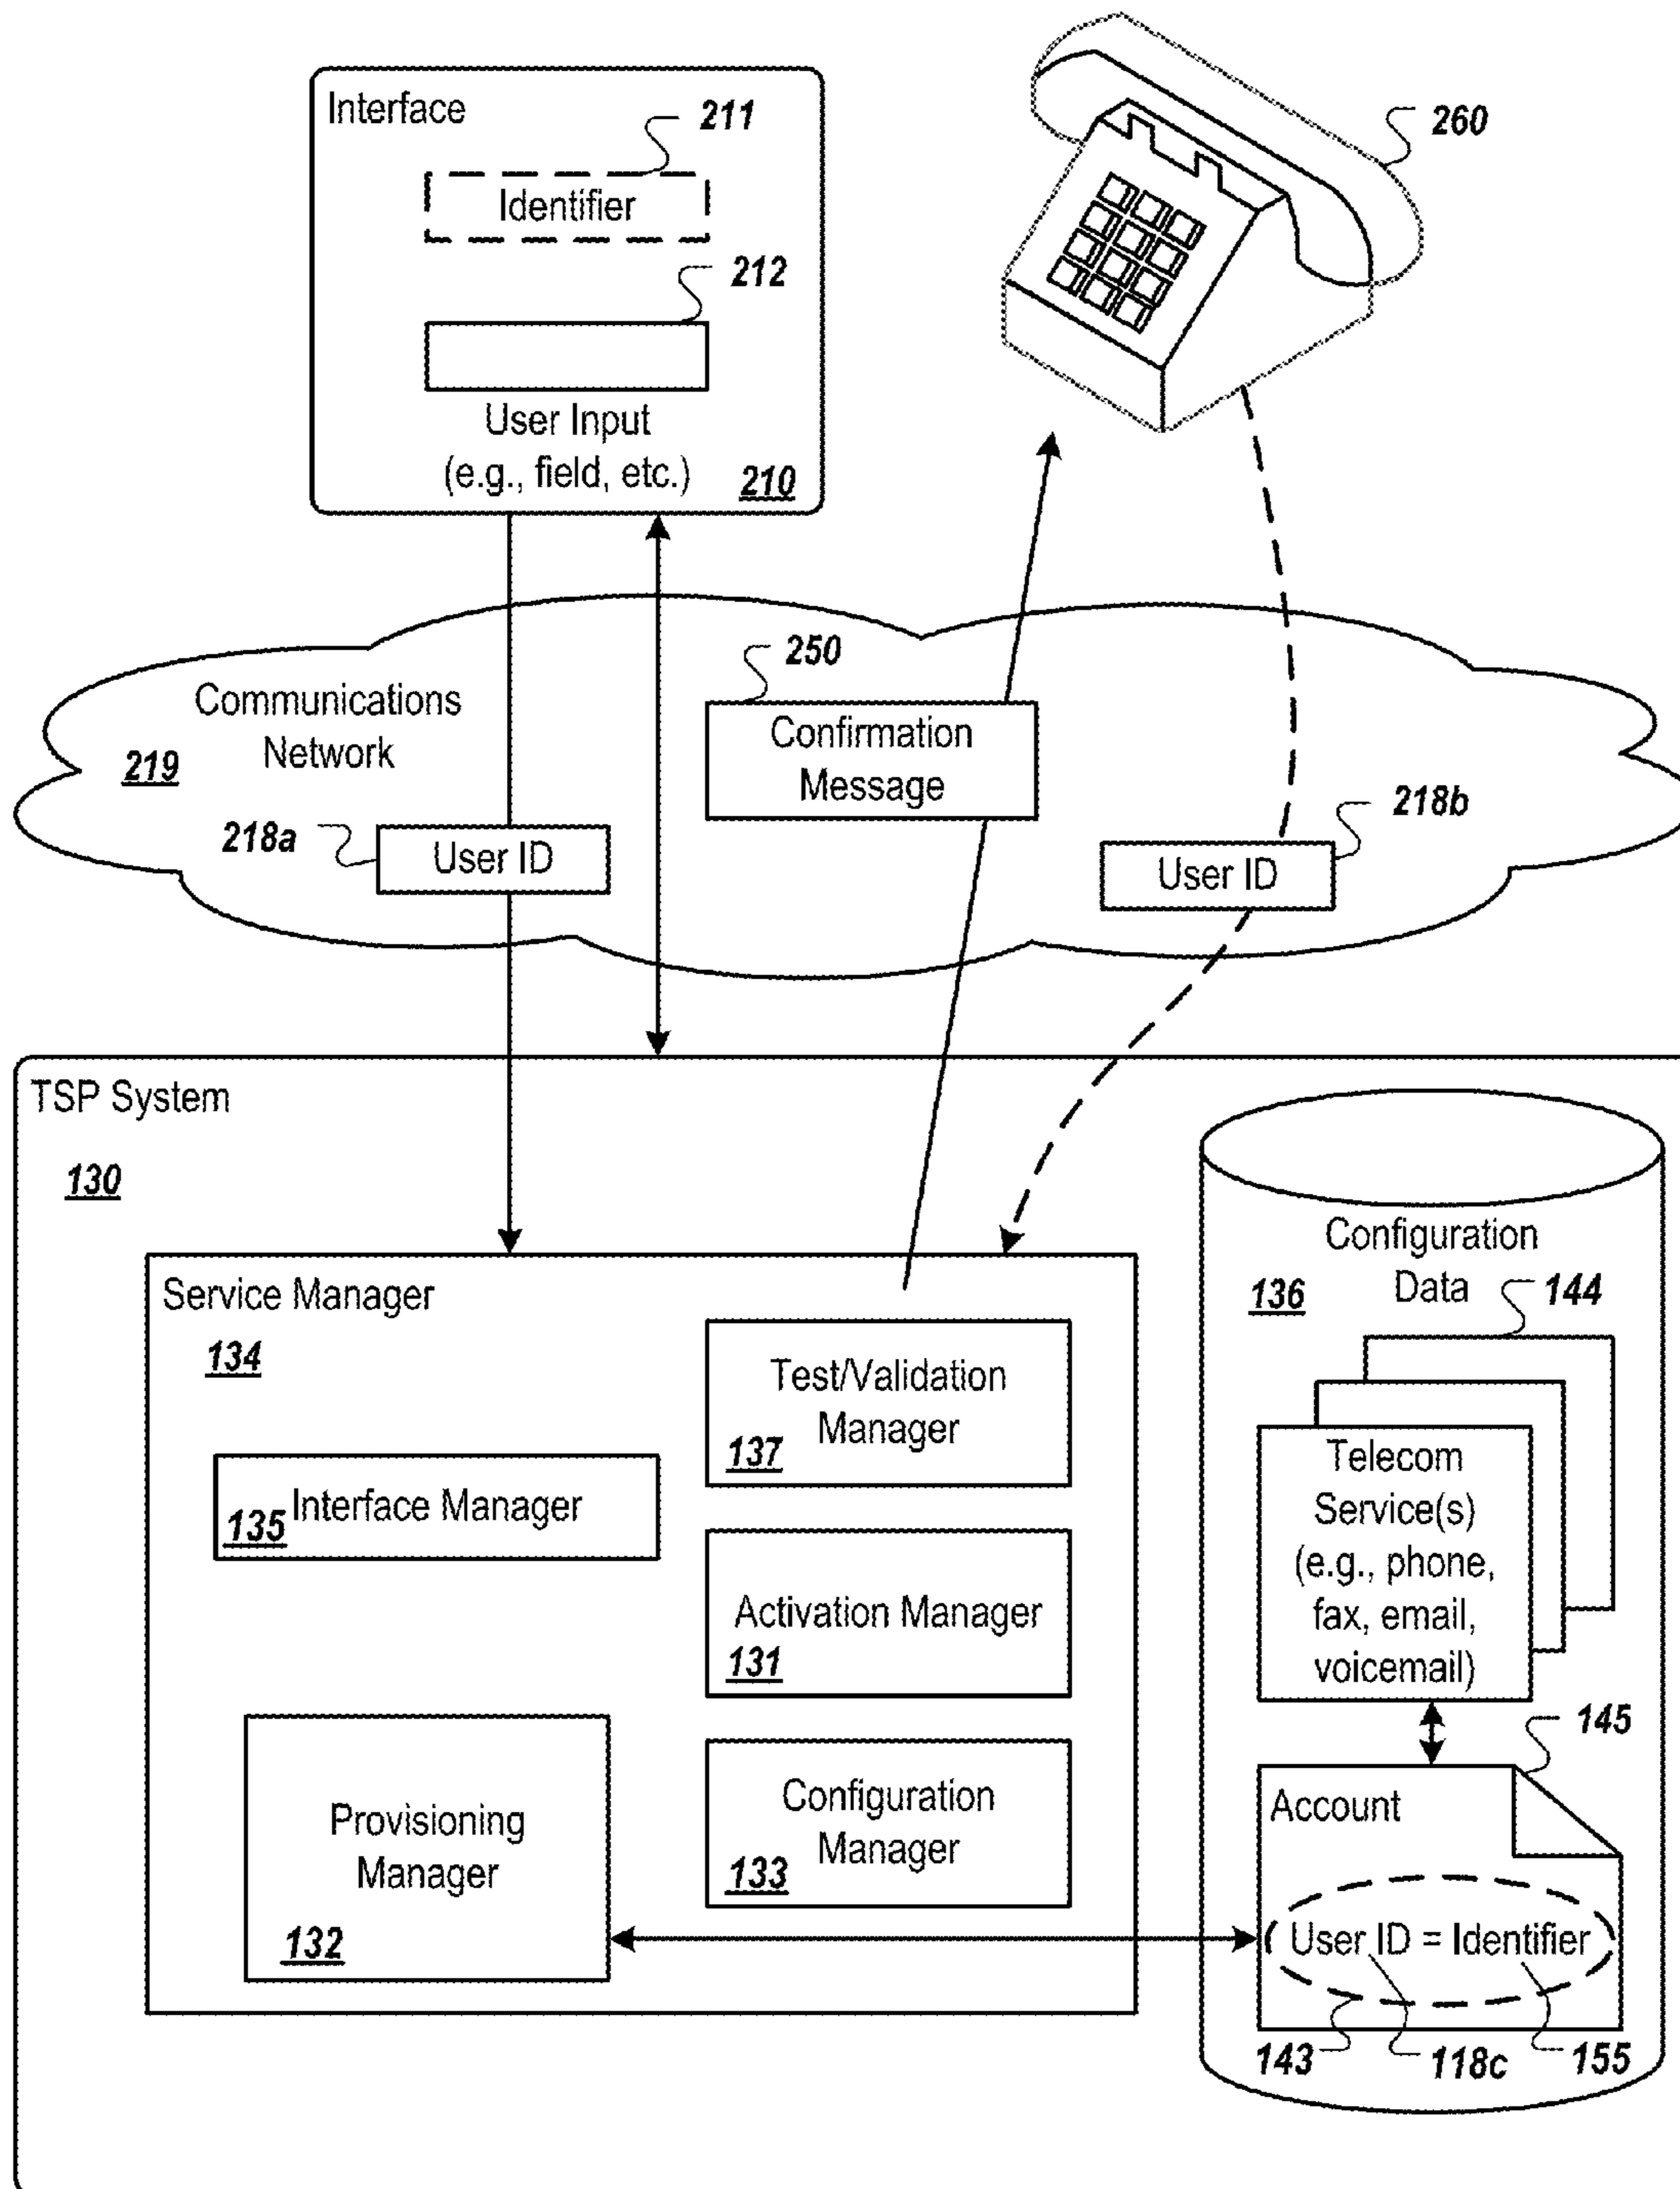 Interface
211
Identifier
212
User Input
(e.g., field, etc.)
210
260
Communications
Network
219
250
Confirmation
Message
218a
User ID
218b
User ID
TSP System
130
Service Manager
134
Test/Validation
Manager
137
Interface Manager
135
Activation Manager
131
Provisioning
Manager
132
Configuration
Manager
133
Configuration
Data
136
144
Telecom
Service(s)
(e.g., phone,
fax, email,
voicemail)
145
Account
User ID = Identifier
143
118c
155